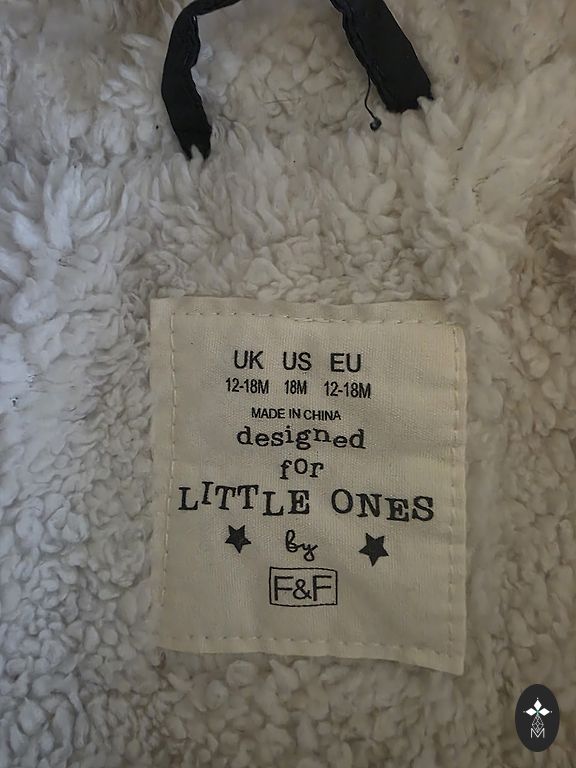 UK US EU
12-18M 18M 12-18M
MADE IN CHINA
designed
for
LITTLE ONES
by
F&F
M